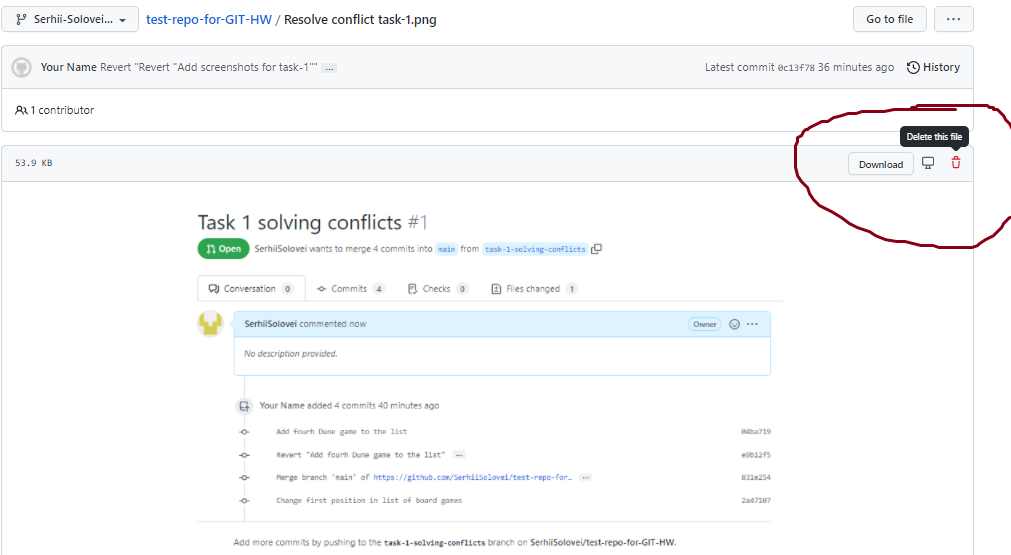 Serhii-Solovei... test-repo-for-GIT-HW / Resolve conflict task-1.png Go to file ...
Your Name Revert "Revert "Add screenshots for task-1"" ... Latest commit 0c13f78 36 minutes ago History
1 contributor
Delete this file
53.9 KB Download
Task 1 solving conflicts #1
Open SerhiiSolovei wants to merge 4 commits into main from task-1-solving-conflicts
Conversation 0 Commits 4 Checks 0 Files changed 1
SerhiiSolovei commented now Owner ...
No description provided.
Your Name added 4 commits 40 minutes ago
Add fourh Dune game to the list 04ba719
Revert "Add fourh Dune game to the list" ... e9b12f5
Merge branch 'main' of https://github.com/SerhiiSolovei/test-repo-for... ... 831e254
Change first position in list of board games 2a47107
Add more commits by pushing to the task-1-solving-conflicts branch on SerhiiSolovei/test-repo-for-GIT-HW.